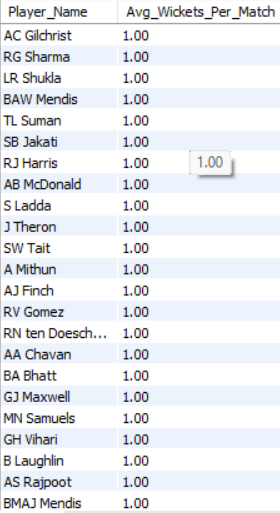 Player_Name Avg_Wickets_Per_Match
AC Gilchrist 1.00
RG Sharma 1.00
LR Shukla 1.00
BAW Mendis 1.00
TL Suman 1.00
SB Jakati 1.00
RJ Harris 1.00 1.00
AB McDonald 1.00
S Ladda 1.00
J Theron 1.00
SW Tait 1.00
A Mithun 1.00
AJ Finch 1.00
RV Gomez 1.00
RN ten Doesch... 1.00
AA Chavan 1.00
BA Bhatt 1.00
GJ Maxwell 1.00
MN Samuels 1.00
GH Vihari 1.00
B Laughlin 1.00
AS Rajpoot 1.00
BMAJ Mendis 1.00